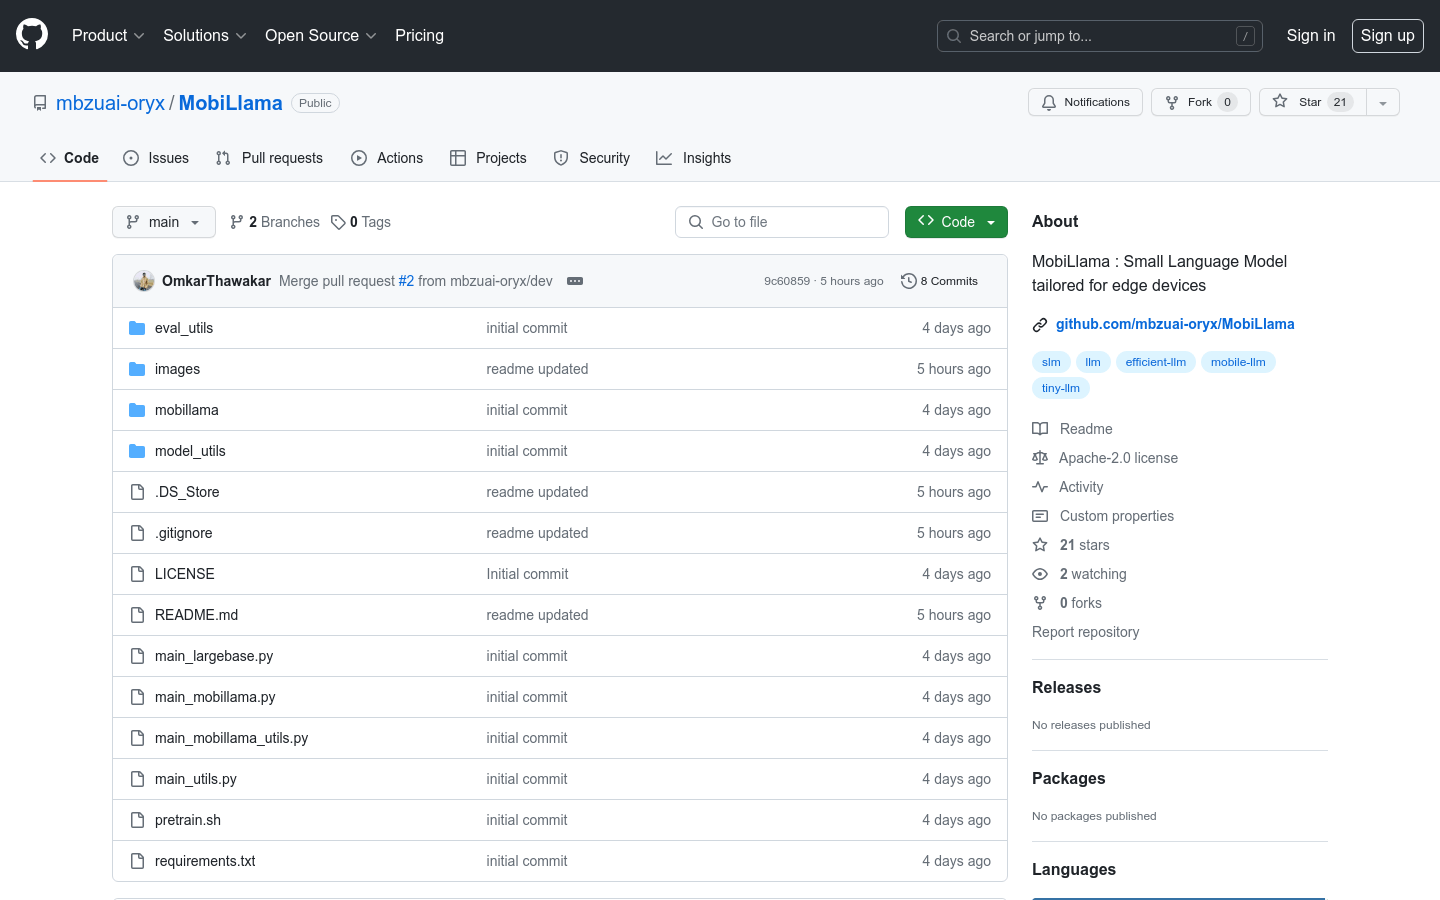 Product Solutions Open Source Pricing Search or jump to... / Sign in Sign up
mbzuai-oryx / MobiLlama Public Notifications Fork 0 Star 21
Code Issues Pull requests Actions Projects Security Insights
main 2 Branches 0 Tags Go to file Code
OmkarThawakar Merge pull request #2 from mbzuai-oryx/dev 9c60859 · 5 hours ago 8 Commits
eval_utils initial commit 4 days ago
images readme updated 5 hours ago
mobillama initial commit 4 days ago
model_utils initial commit 4 days ago
.DS_Store readme updated 5 hours ago
.gitignore readme updated 5 hours ago
LICENSE Initial commit 4 days ago
README.md readme updated 5 hours ago
main_largebase.py initial commit 4 days ago
main_mobillama.py initial commit 4 days ago
main_mobillama_utils.py initial commit 4 days ago
main_utils.py initial commit 4 days ago
pretrain.sh initial commit 4 days ago
requirements.txt initial commit 4 days ago
About
MobiLlama : Small Language Model
tailored for edge devices
github.com/mbzuai-oryx/MobiLlama
slm llm efficient-llm mobile-llm
tiny-llm
Readme
Apache-2.0 license
Activity
Custom properties
21 stars
2 watching
0 forks
Report repository
Releases
No releases published
Packages
No packages published
Languages